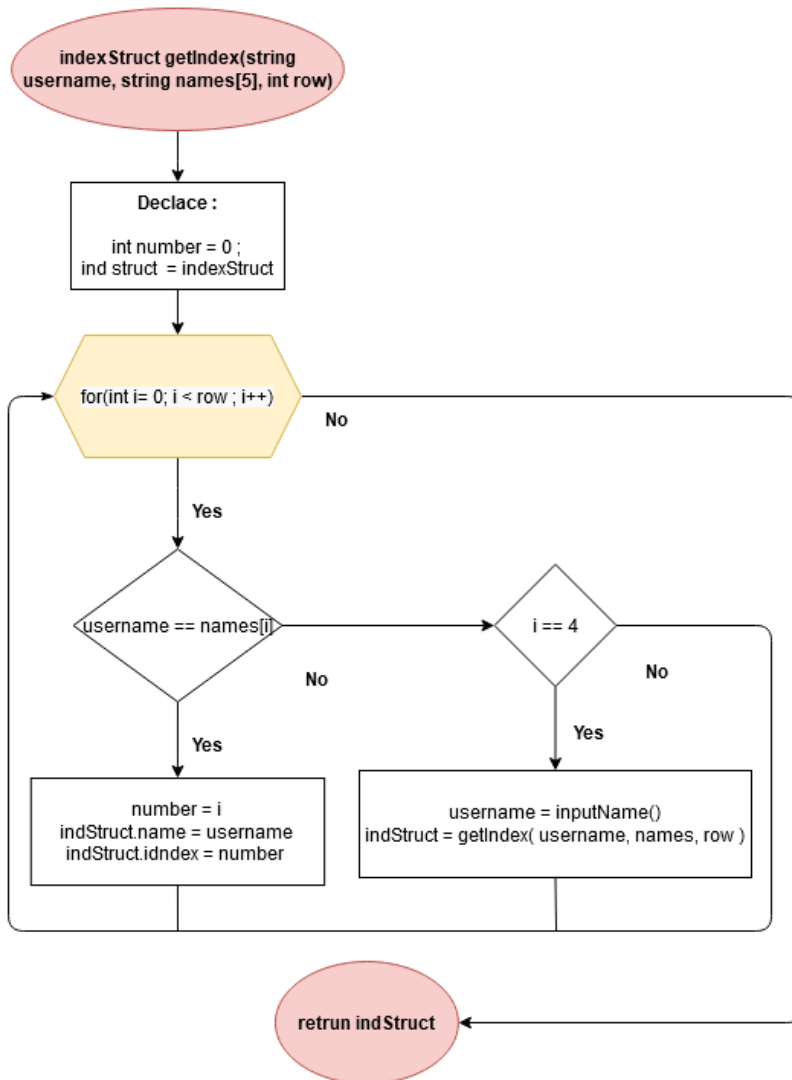 indexStruct getIndex(string
username, string names[5], int row)
Declace :
int number = 0 ;
ind struct = indexStruct
for(int i= 0; i < row ; i++)
No
Yes
username == names[i]
i == 4
No
No
Yes
Yes
number = i
indStruct.name = username
indStruct.idndex = number
username = inputName()
indStruct = getIndex( username, names, row )
retrun indStruct